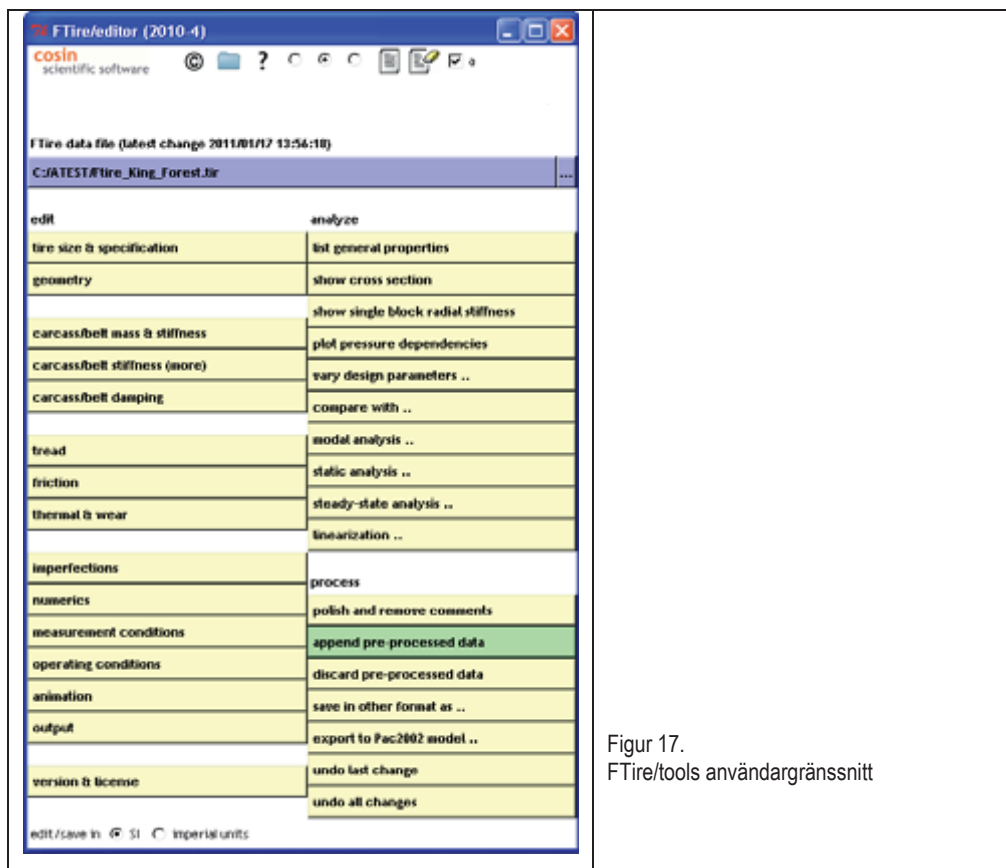 FTire/editor (2010-4)
cosin
scientific software
© ?
FTire data file (latest change 2011/01/17 13:56:18)
C:/ATEST/Ftire_King_Forest.tir
...
edit
tire size & specification
geometry
carcass/belt mass & stiffness
carcass/belt stiffness (more)
carcass/belt damping
tread
friction
thermal & wear
imperfections
numerics
measurement conditions
operating conditions
animation
output
version & license
analyze
list general properties
show cross section
show single block radial stiffness
plot pressure dependencies
vary design parameters ..
compare with ..
modal analysis ..
static analysis ..
steady-state analysis ..
linearization ..
process
polish and remove comments
append pre-processed data
discard pre-processed data
save in other format as ..
export to Pac2002 model ..
undo last change
undo all changes
edit/save in SI imperial units
Figur 17.
FTire/tools användargränssnitt